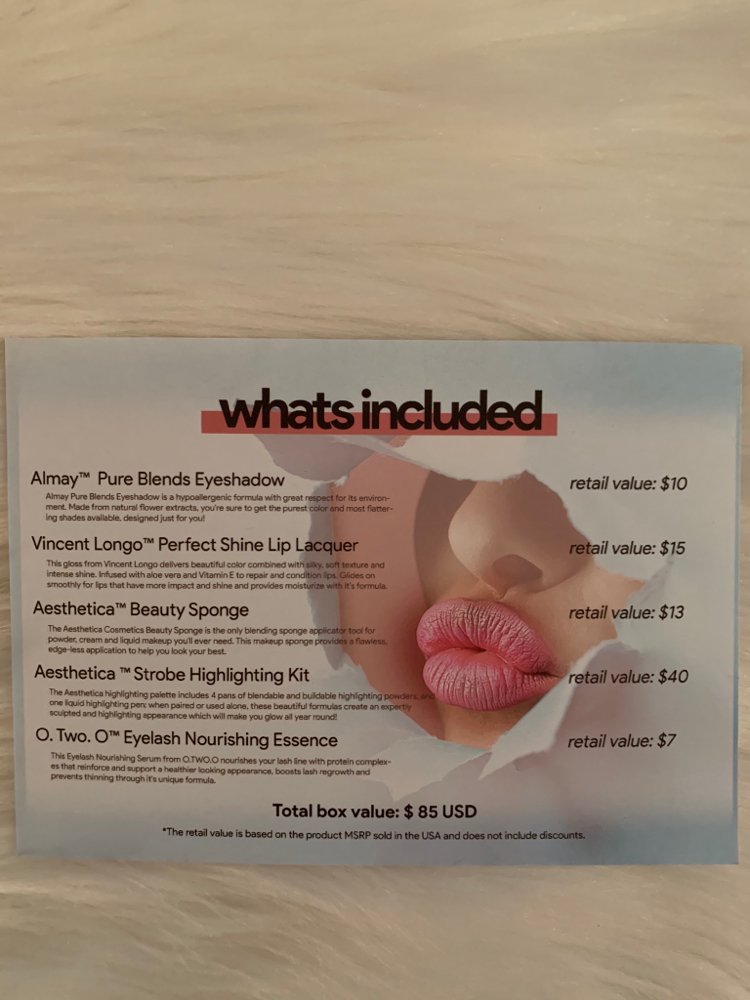 whats included
Almay™ Pure Blends Eyeshadow
retail value: $10
Almay Pure Blends Eyeshadow is a hypoallergenic formula with great respect for its environ-
ment. Made from natural flower extracts, you're sure to get the purest color and most flatter-
ing shades available, designed just for you!
Vincent Longo™ Perfect Shine Lip Lacquer
retail value: $15
This gloss from Vincent Longo delivers beautiful color combined with silky, soft texture and
intense shine. Infused with aloe vera and Vitamin E to repair and condition lips. Glides on
smoothly for lips that have more impact and shine and provides moisturize with it's formula.
Aesthetica™ Beauty Sponge
retail value: $13
The Aesthetica Cosmetics Beauty Sponge is the only blending sponge applicator tool for
powder, cream and liquid makeup you'll ever need. This makeup sponge provides a flawless,
edge-less application to help you look your best.
Aesthetica ™ Strobe Highlighting Kit
retail value: $40
The Aesthetica highlighting palette includes 4 pans of blendable and buildable highlighting powders, and
one liquid highlighting pen; when paired or used alone, these beautiful formulas create an expertly
sculpted and highlighting appearance which will make you glow all year round!
O. Two. O™ Eyelash Nourishing Essence
retail value: $7
This Eyelash Nourishing Serum from O.TWO.O nourishes your lash line with protein complex-
es that reinforce and support a healthier looking appearance, boosts lash regrowth and
prevents thinning through it's unique formula.
Total box value: $ 85 USD
*The retail value is based on the product MSRP sold in the USA and does not include discounts.